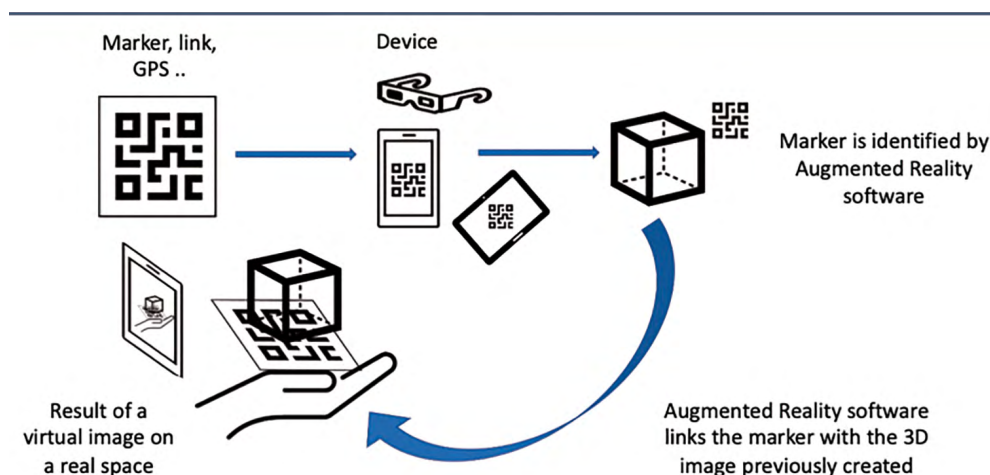 Marker, link,
GPS ..
Device
Marker is identified by
Augmented Reality
software
Result of a
virtual image on
a real space
Augmented Reality software
links the marker with the 3D
image previously created